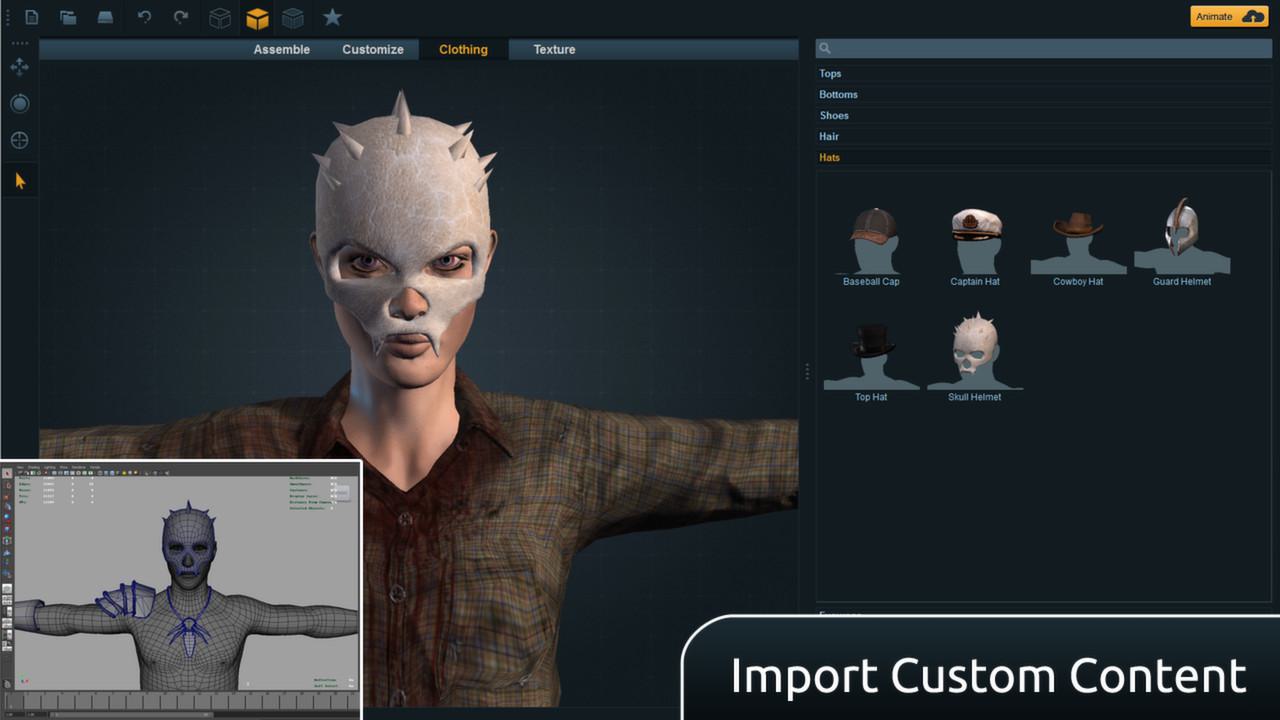 Animate
Assemble
Customize
Clothing
Texture
Tops
Bottoms
Shoes
Hair
Hats
Baseball Cap
Captain Hat
Cowboy Hat
Guard Helmet
Top Hat
Skull Helmet
Import Custom Content